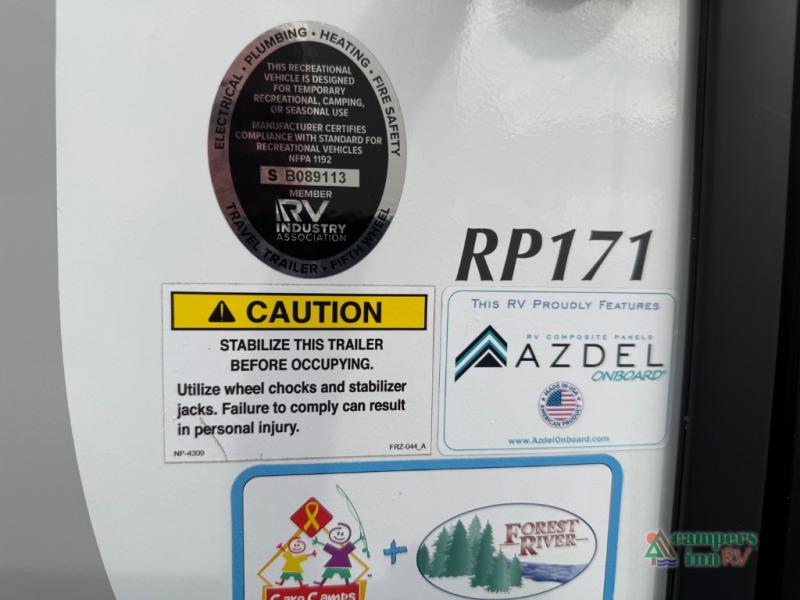 ELECTRICAL • PLUMBING • HEATING • FIRE SAFETY
THIS RECREATIONAL
VEHICLE IS DESIGNED
FOR TEMPORARY
RECREATIONAL, CAMPING,
OR SEASONAL USE
MANUFACTURER CERTIFIES
COMPLIANCE WITH STANDARD FOR
RECREATIONAL VEHICLES
NFPA 1192
S B089113
MEMBER
RV
INDUSTRY
ASSOCIATION
TRAVEL TRAILER • FIFTH WHEEL
RP171
CAUTION
STABILIZE THIS TRAILER
BEFORE OCCUPYING.
Utilize wheel chocks and stabilizer
jacks. Failure to comply can result
in personal injury.
NP-4309
FRZ-044_A
THIS RV PROUDLY FEATURES
RV COMPOSITE PANELS
AZDEL
ONBOARD®
MADE IN USA
AMERICAN PRODUCT
www.AzdelOnboard.com
Care Camps
+
FOREST
RIVER
campers
inn RV